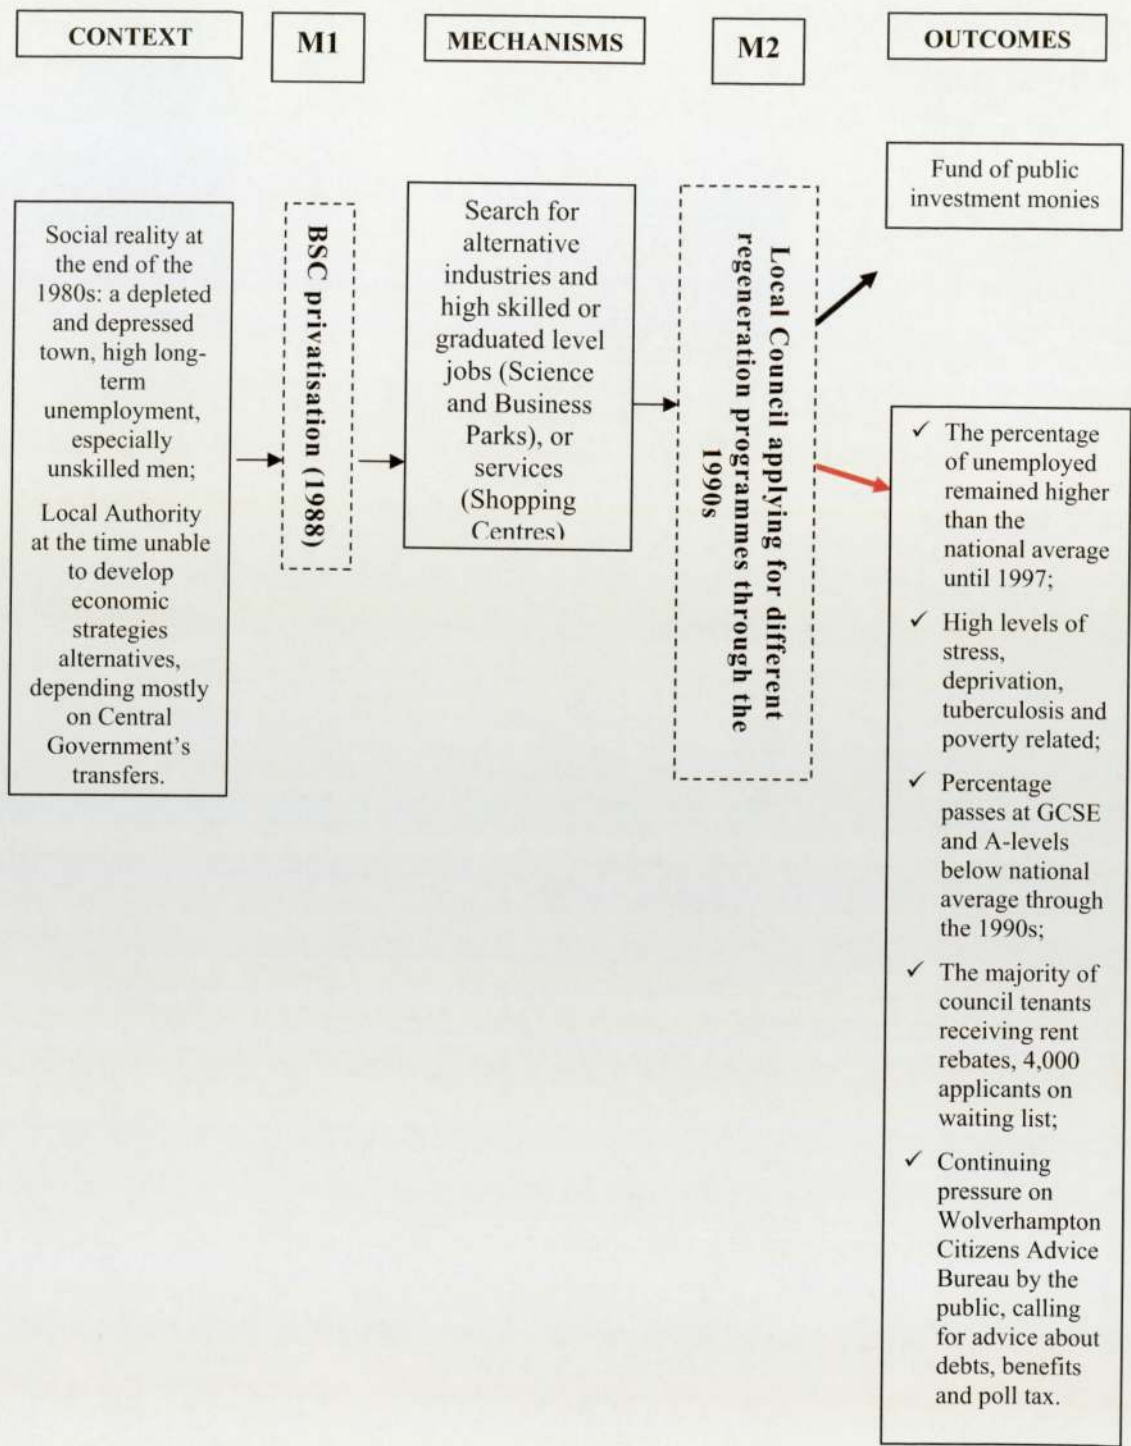 CONTEXT
M1
MECHANISMS
M2
OUTCOMES
Social reality at
the end of the
1980s: a depleted
and depressed
town, high long-
term
unemployment,
especially
unskilled men;
Local Authority
at the time unable
to develop
economic
strategies
alternatives,
depending mostly
on Central
Government's
transfers.
BSC privatisation (1988)
Search for
alternative
industries and
high skilled or
graduated level
jobs (Science
and Business
Parks), or
services
(Shopping
Centres)
Local Council applying for different
regeneration programmes through the
1990s
Fund of public
investment monies
✓ The percentage
of unemployed
remained higher
than the
national average
until 1997;
✓ High levels of
stress,
deprivation,
tuberculosis and
poverty related;
✓ Percentage
passes at GCSE
and A-levels
below national
average through
the 1990s;
✓ The majority of
council tenants
receiving rent
rebates, 4,000
applicants on
waiting list;
✓ Continuing
pressure on
Wolverhampton
Citizens Advice
Bureau by the
public, calling
for advice about
debts, benefits
and poll tax.